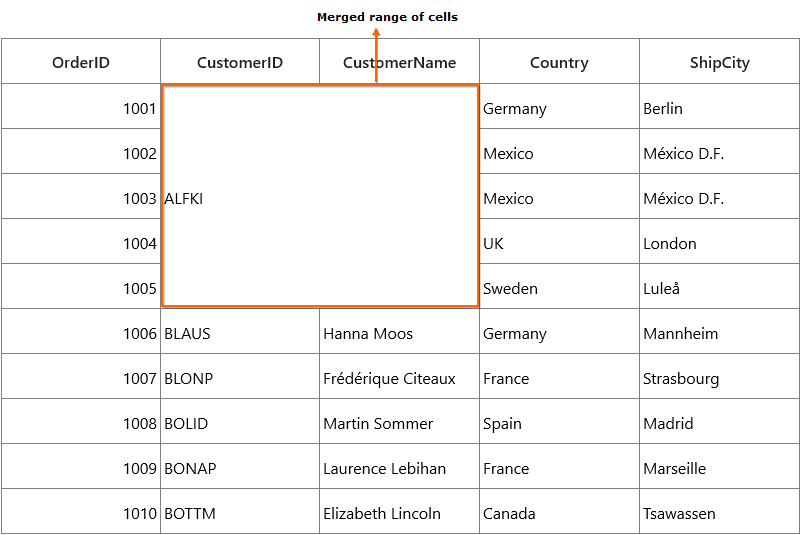 Merged range of cells
OrderID CustomerID CustomerName Country ShipCity
1001 Germany Berlin
1002 Mexico México D.F.
1003 ALFKI Mexico México D.F.
1004 UK London
1005 Sweden Luleå
1006 BLAUS Hanna Moos Germany Mannheim
1007 BLONP Frédérique Citeaux France Strasbourg
1008 BOLID Martin Sommer Spain Madrid
1009 BONAP Laurence Lebihan France Marseille
1010 BOTTM Elizabeth Lincoln Canada Tsawassen